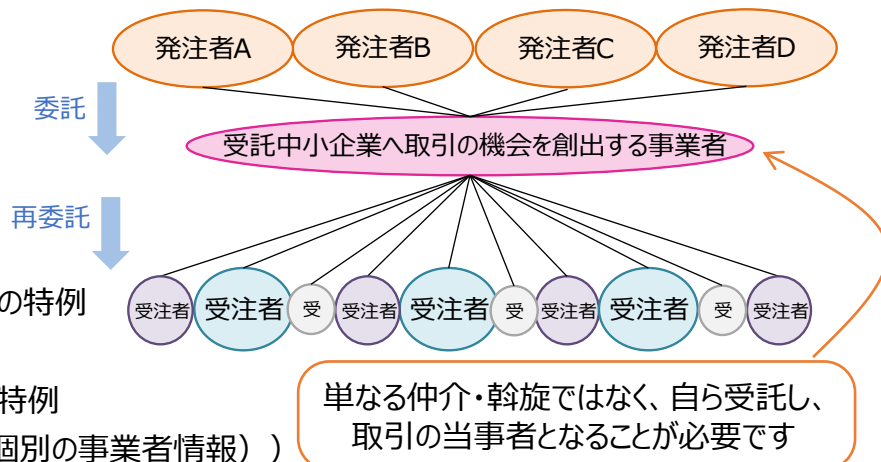 発注者A
発注者B
発注者C
発注者D
委託
受託中小企業へ取引の機会を創出する事業者
再委託
の特例
受注者
受注者
受
受注者
受注者
受
受注者
受注者
受
受注者
特例
個別の事業者情報））
単なる仲介・斡旋ではなく、自ら受託し、
取引の当事者となることが必要です